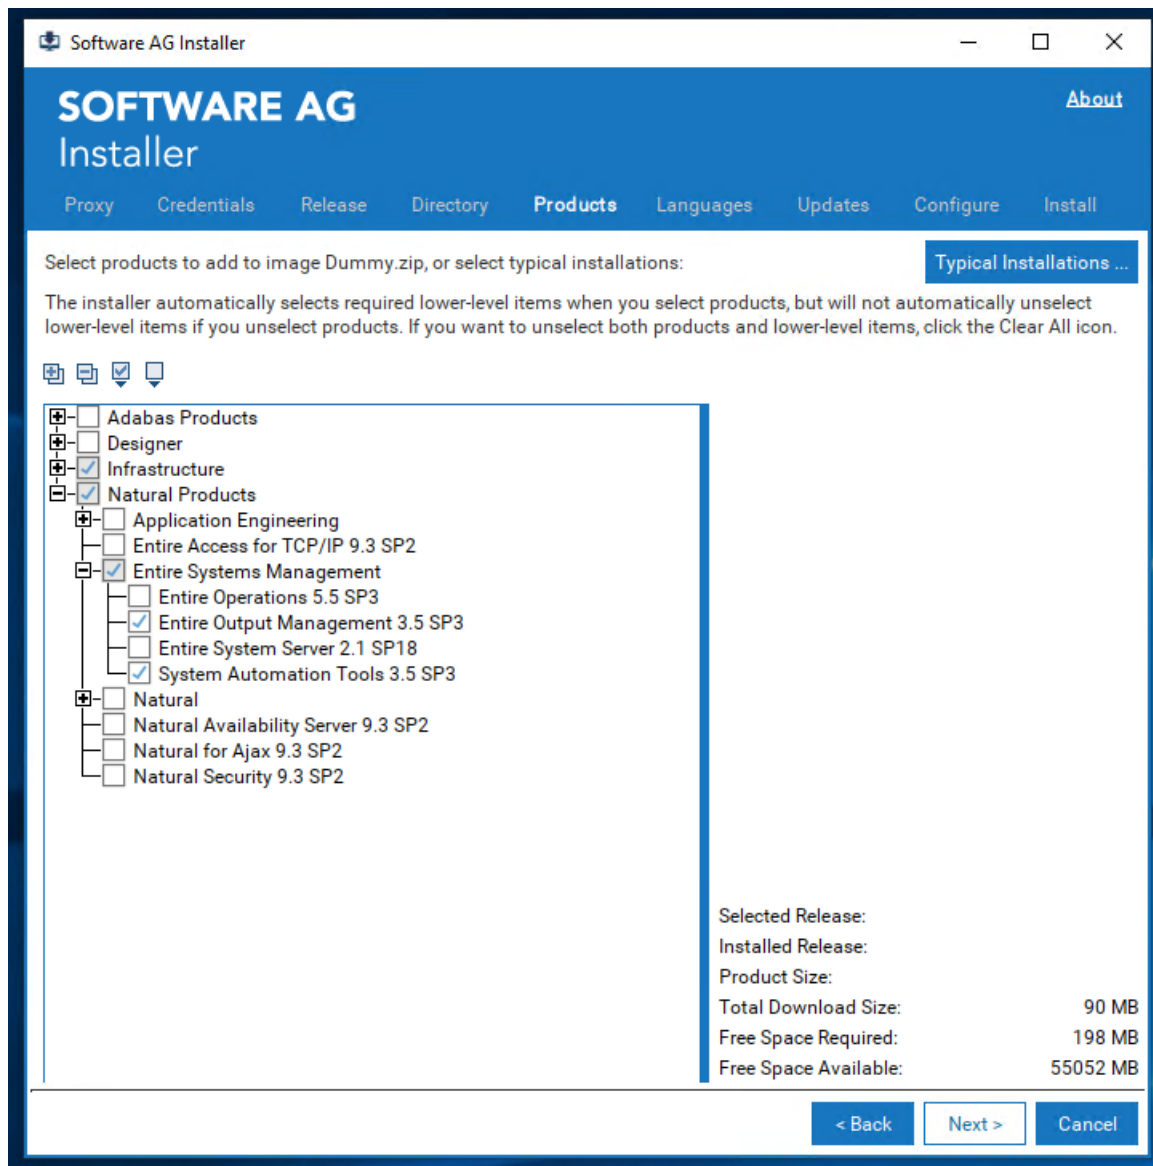 Software AG Installer
SOFTWARE AG
About
Installer
Proxy Credentials Release Directory Products Languages Updates Configure Install
Select products to add to image Dummy.zip, or select typical installations:
Typical Installations ...
The installer automatically selects required lower-level items when you select products, but will not automatically unselect
lower-level items if you unselect products. If you want to unselect both products and lower-level items, click the Clear All icon.
Adabas Products
Designer
Infrastructure
Natural Products
Application Engineering
Entire Access for TCP/IP 9.3 SP2
Entire Systems Management
Entire Operations 5.5 SP3
Entire Output Management 3.5 SP3
Entire System Server 2.1 SP18
System Automation Tools 3.5 SP3
Natural
Natural Availability Server 9.3 SP2
Natural for Ajax 9.3 SP2
Natural Security 9.3 SP2
Selected Release:
Installed Release:
Product Size:
Total Download Size: 90 MB
Free Space Required: 198 MB
Free Space Available: 55052 MB
< Back Next > Cancel